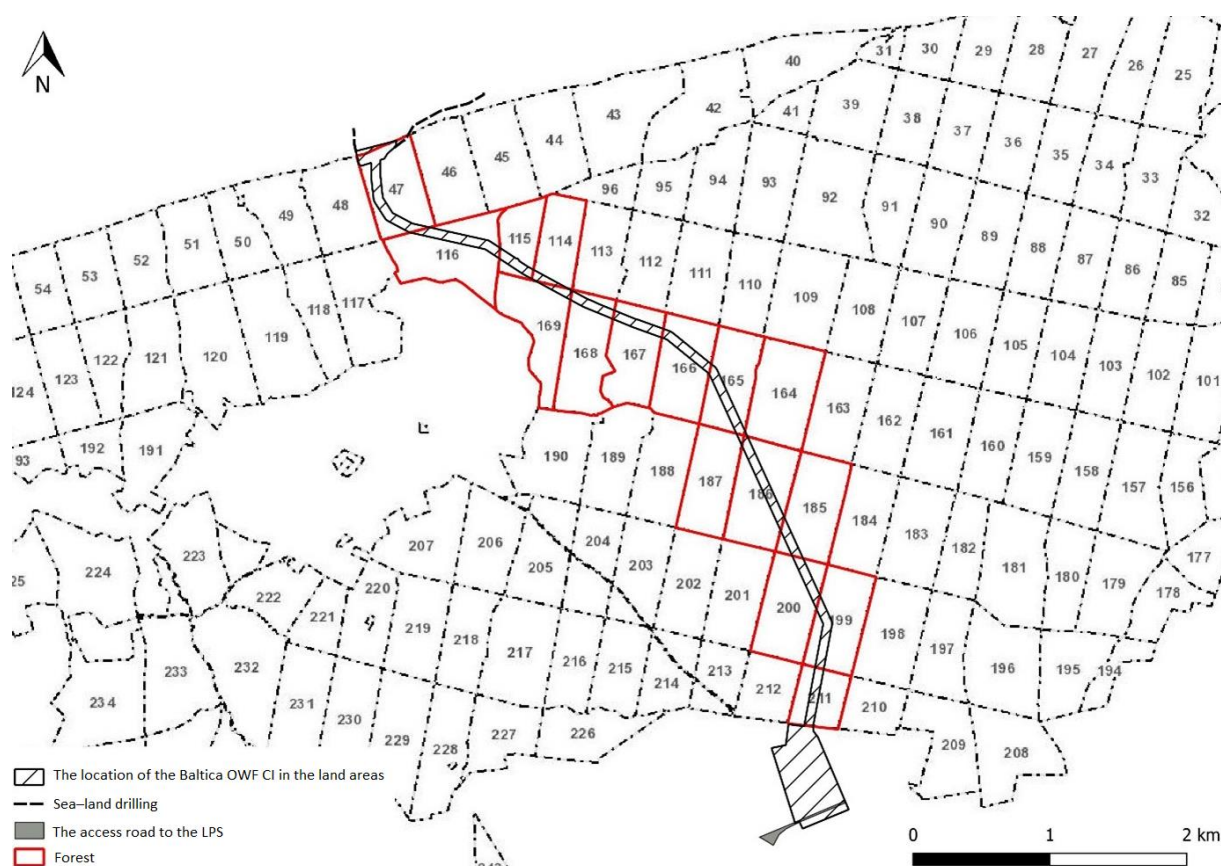 40 31 30 29 28 27 26 25
43 42 41 39 38 37 36 35 34 33 32
47 46 45 44
49 48 96 95 94 93 92 91 90 89 88 87 86 85
54 53 52 51 50
116 115 114 113 112 111 110 109 108 107 106 105 104 103 102 101
124 123 122 121 120 119 118 117
169 168 167 166 165 164 163 162 161 160 159 158 157 156
93 192 191
190 189 188 187 186 185 184 183 182 181 180 179 178 177
25 224 223 222 221 220 207 206 205 204 203 202 201 200 199 198 197 196 195 194
234 233 232 231 230 219 218 217 216 215 214 213 212 211 210
229 228 227 226 209 208
N
The location of the Baltica OWF CI in the land areas
Sea–land drilling
The access road to the LPS
Forest
0 1 2 km